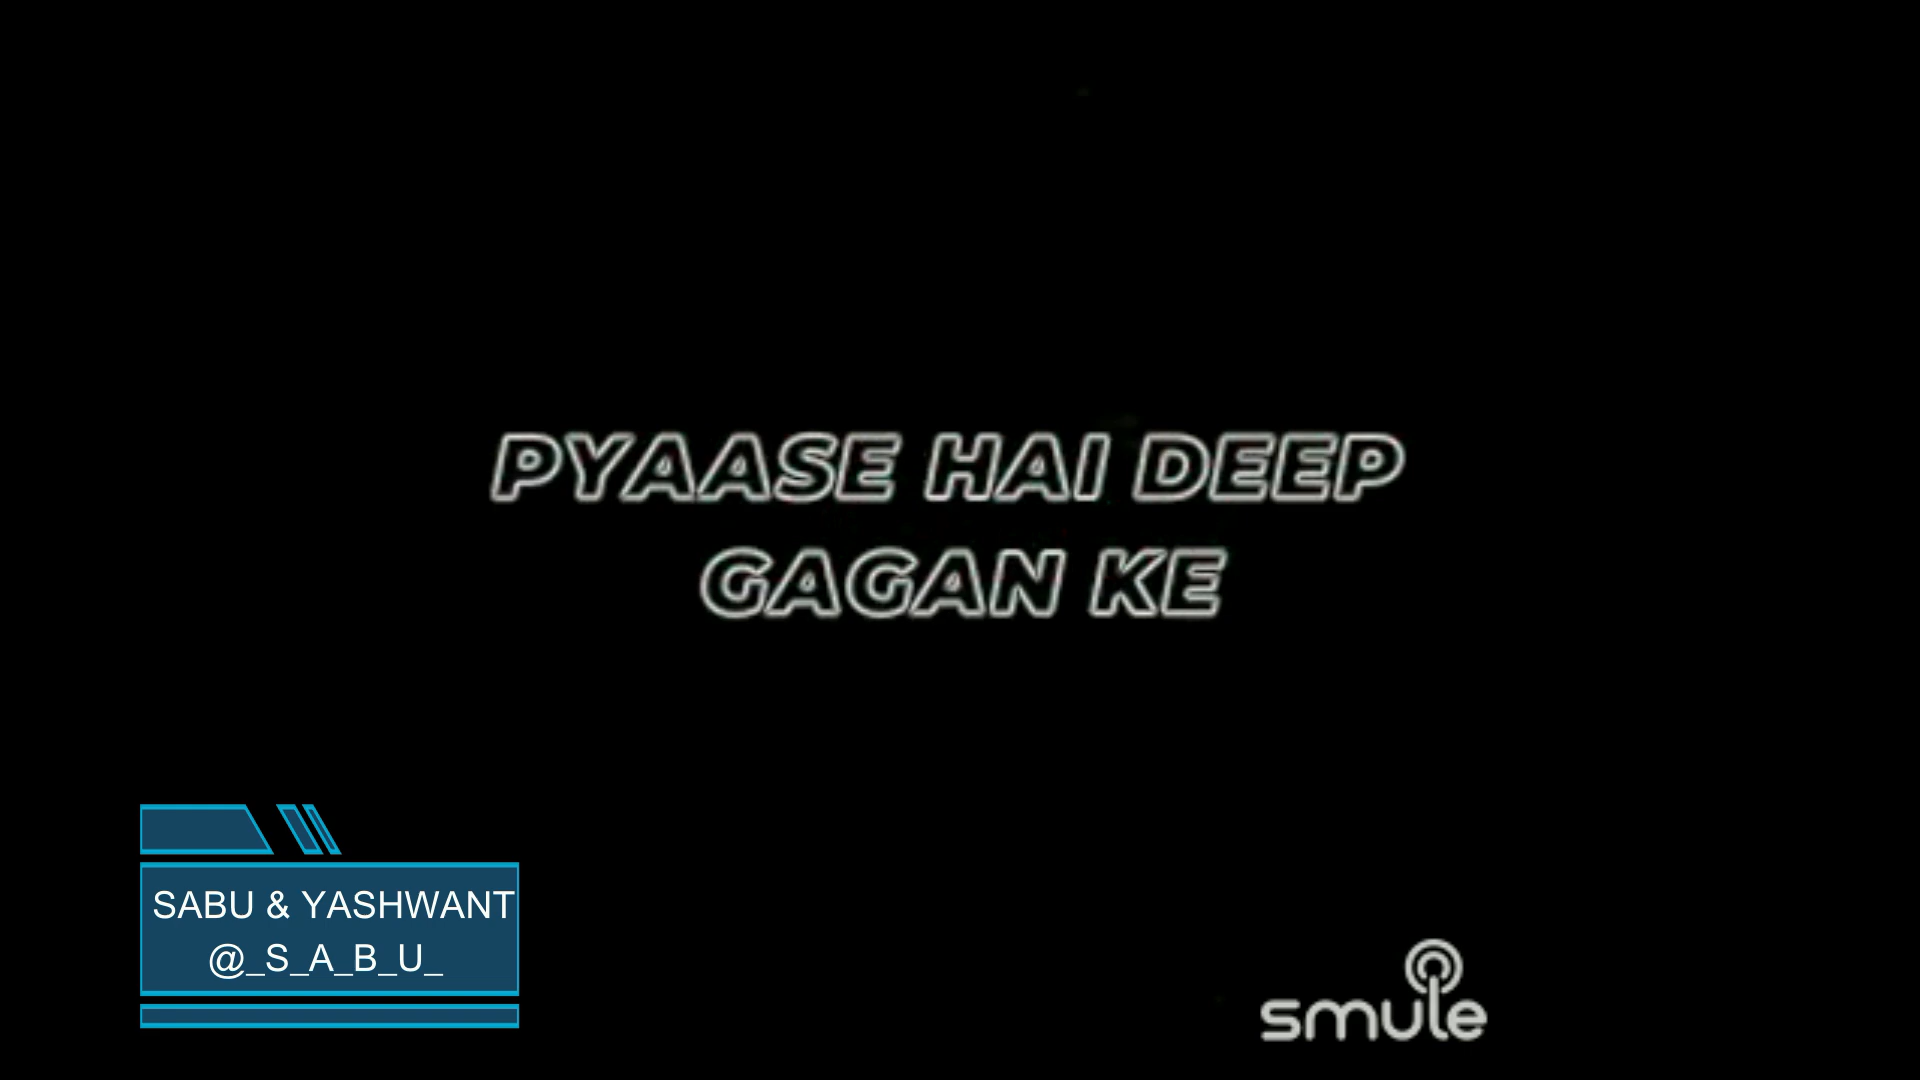 PYAASE HAI DEEP
GAGAN KE
SABU & YASHWANT
@_S_A_B_U_
smule